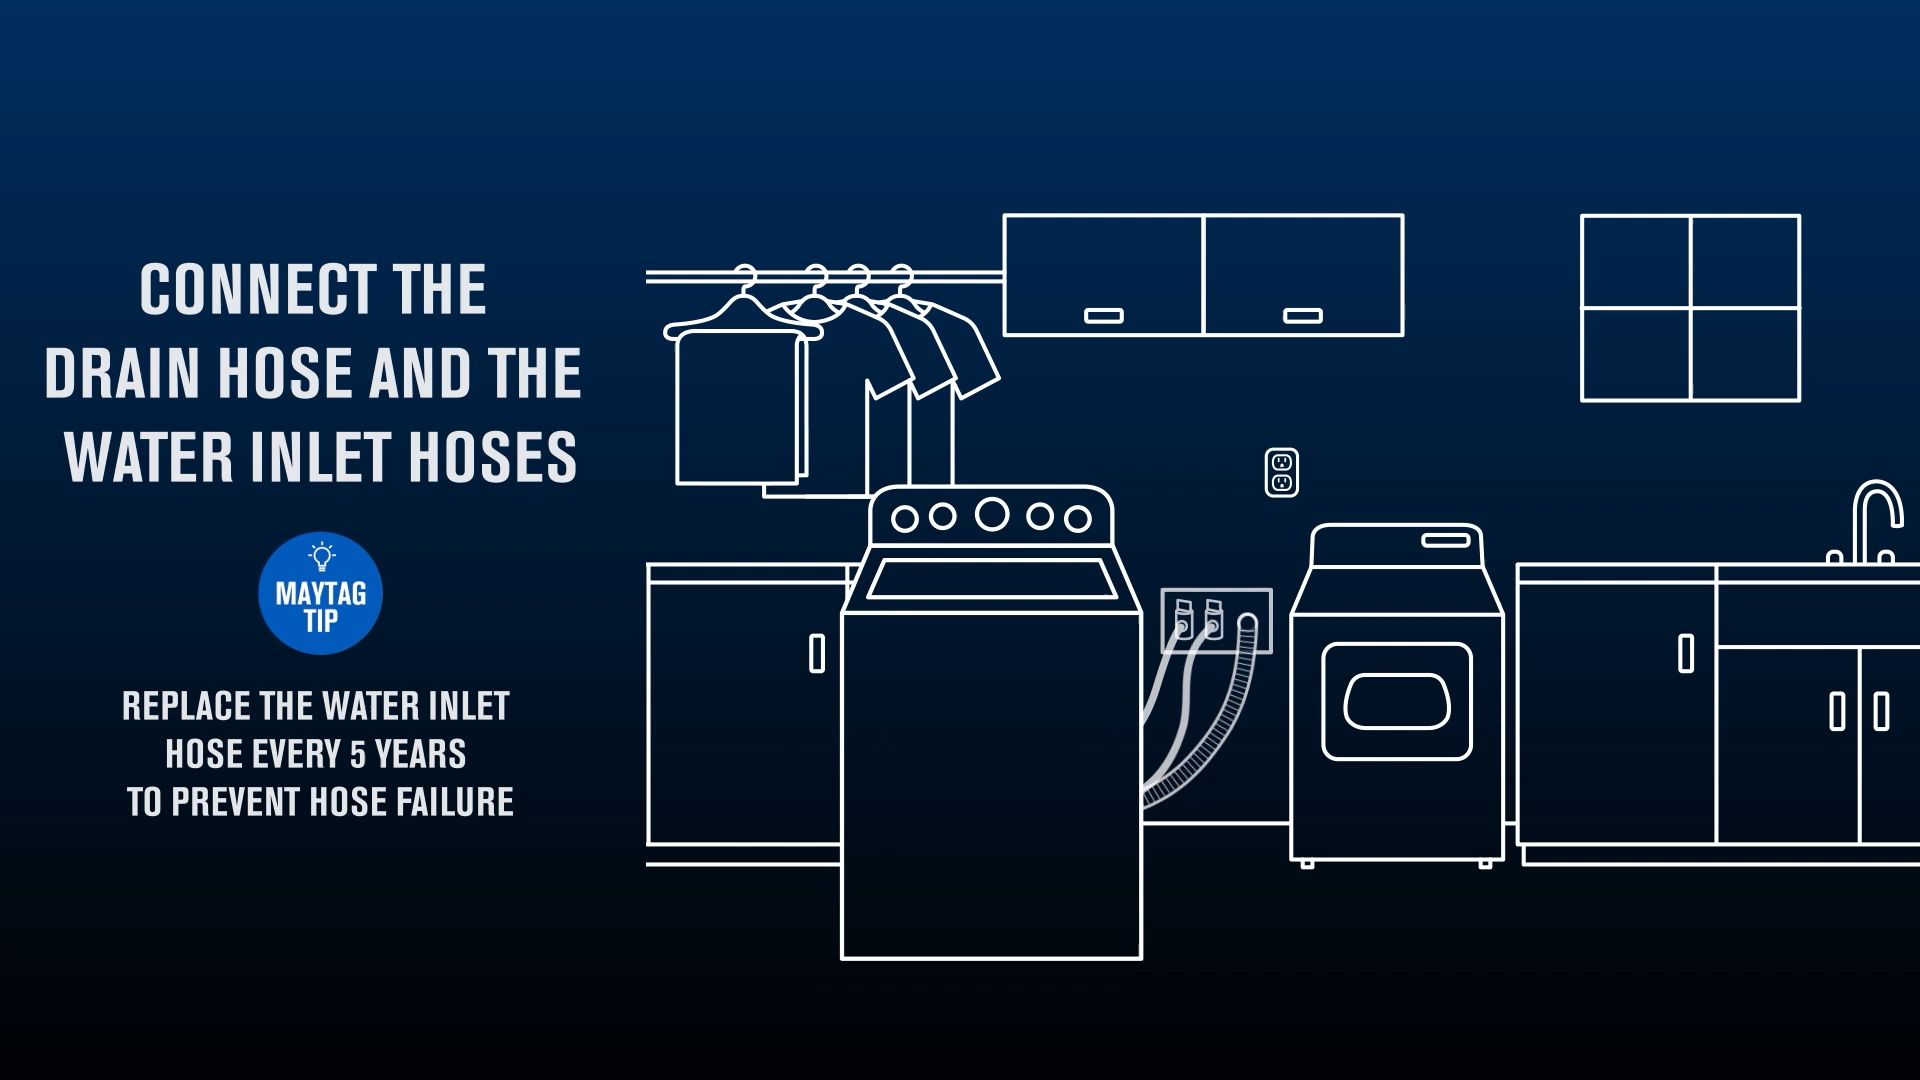 CONNECT THE
DRAIN HOSE AND THE
WATER INLET HOSES
MAYTAG
TIP
REPLACE THE WATER INLET
HOSE EVERY 5 YEARS
TO PREVENT HOSE FAILURE